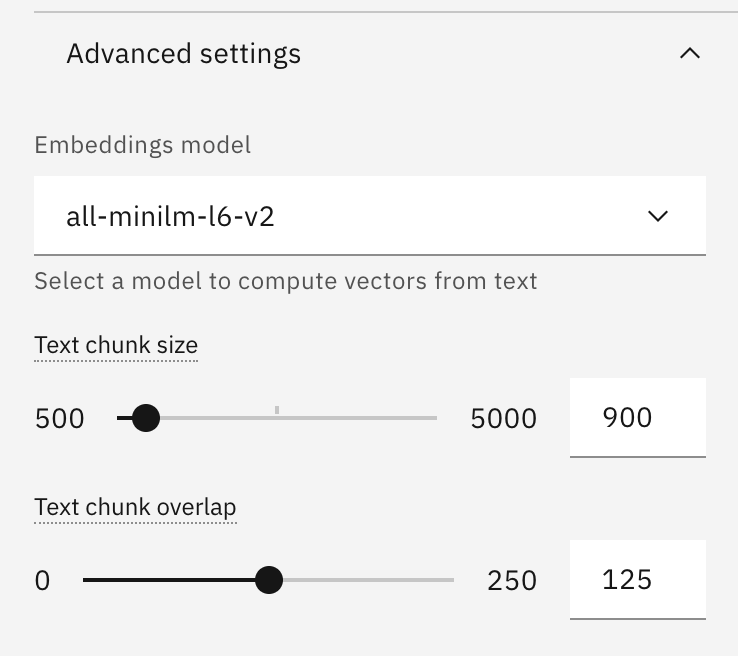 Advanced settings
Embeddings model
all-minilm-l6-v2
Select a model to compute vectors from text
Text chunk size
500 5000 900
Text chunk overlap
0 250 125